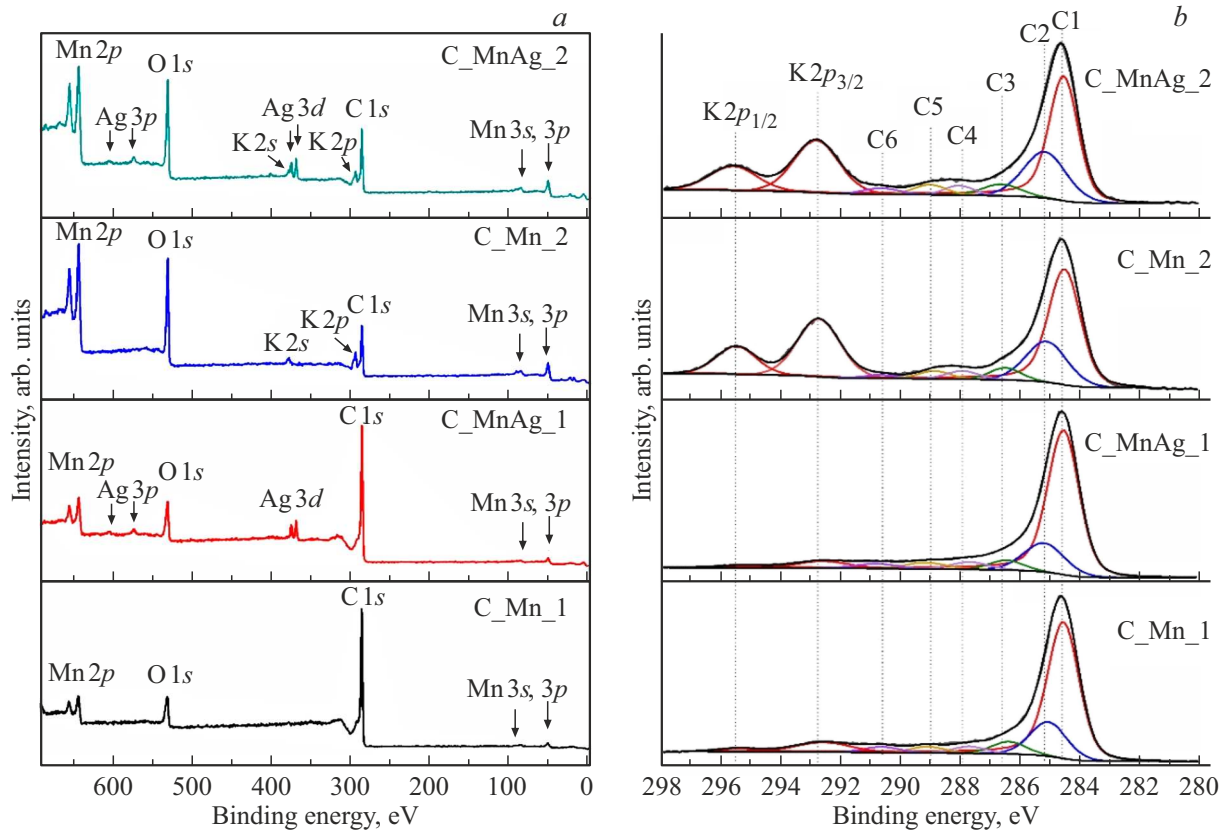 a
C_MnAg_2
Mn 2p
O 1s
Ag 3p
Ag 3d
C 1s
K 2s
K 2p
Mn 3s, 3p
C_Mn_2
Mn 2p
O 1s
C 1s
K 2p
K 2s
Mn 3s, 3p
C_MnAg_1
C 1s
Mn 2p
O 1s
Ag 3p
Ag 3d
Mn 3s, 3p
C_Mn_1
C 1s
Mn 2p
O 1s
Mn 3s, 3p
Intensity, arb. units
600 500 400 300 200 100 0
Binding energy, eV
b
C1
C2
C_MnAg_2
K2p3/2
C3
K2p1/2
C5
C6
C4
C_Mn_2
C_MnAg_1
C_Mn_1
Intensity, arb. units
298 296 294 292 290 288 286 284 282 280
Binding energy, eV